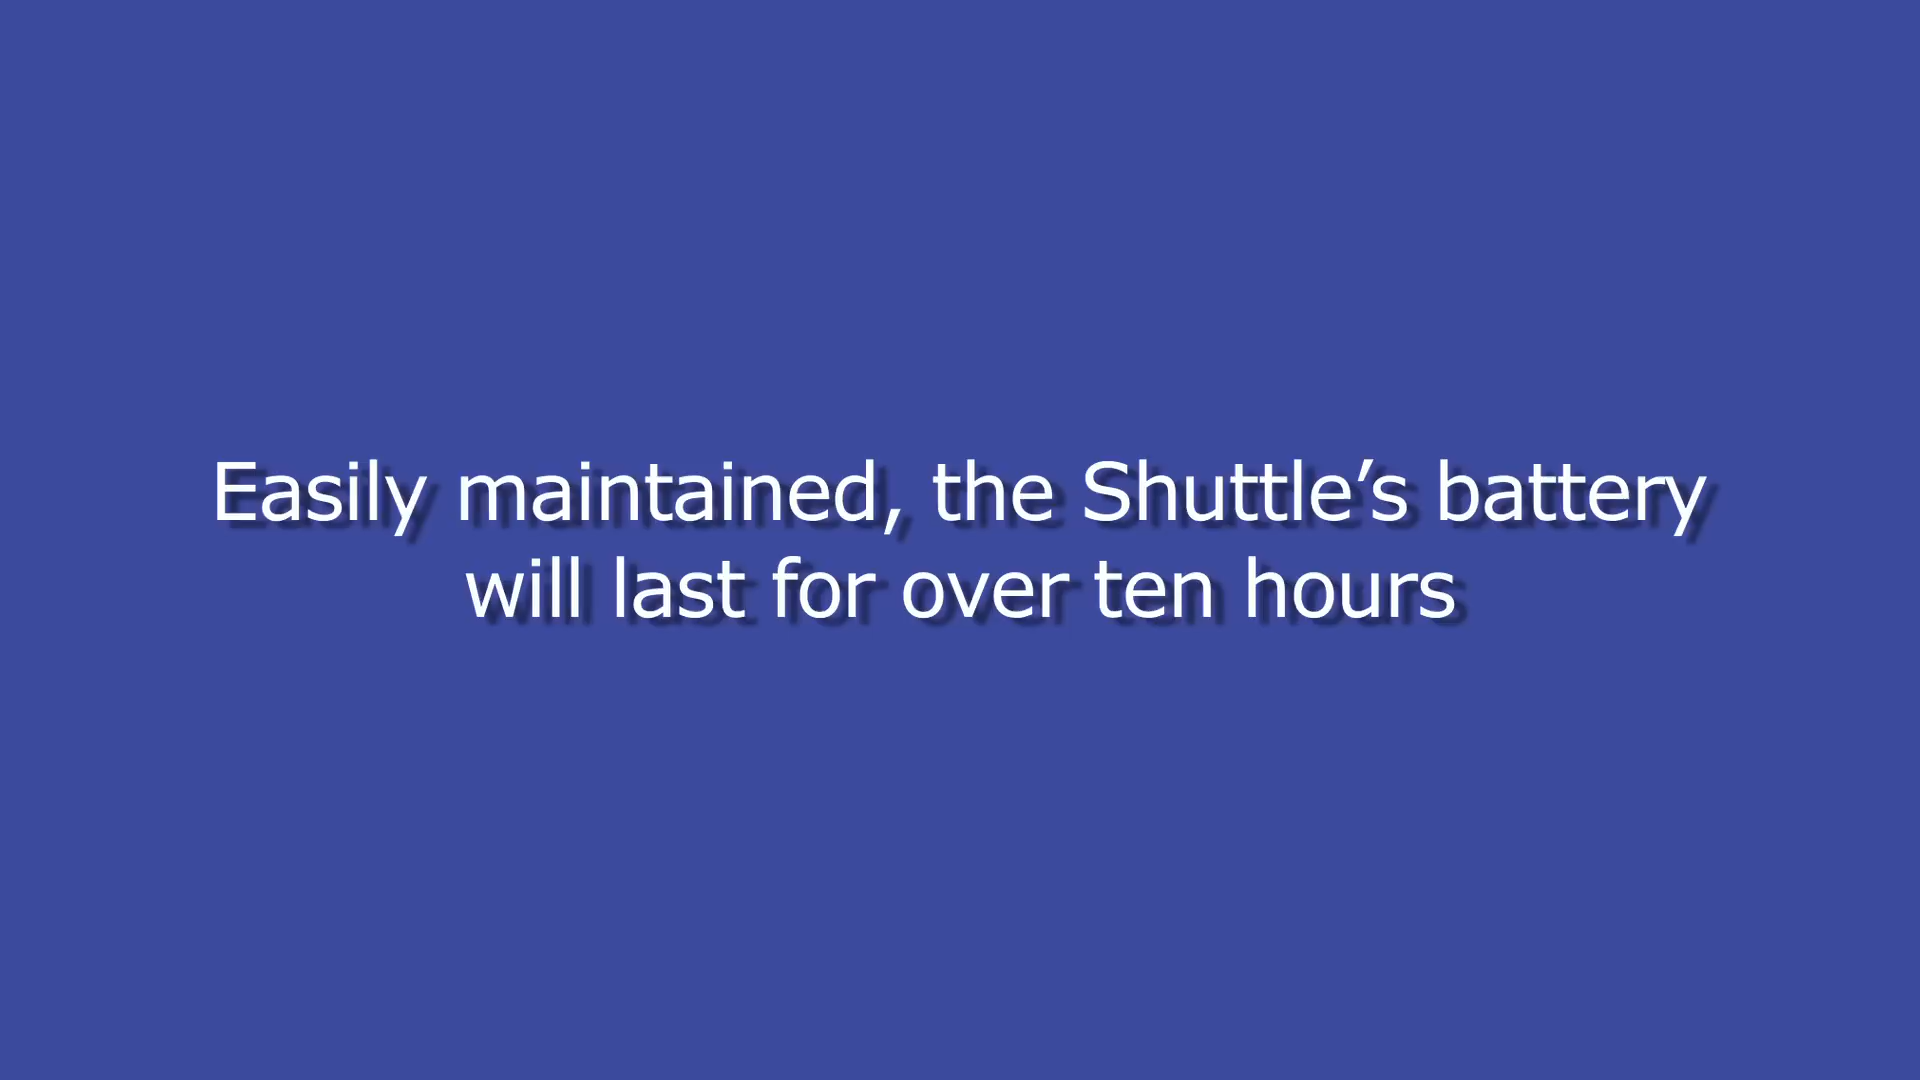 Easily maintained, the Shuttle’s battery
will last for over ten hours